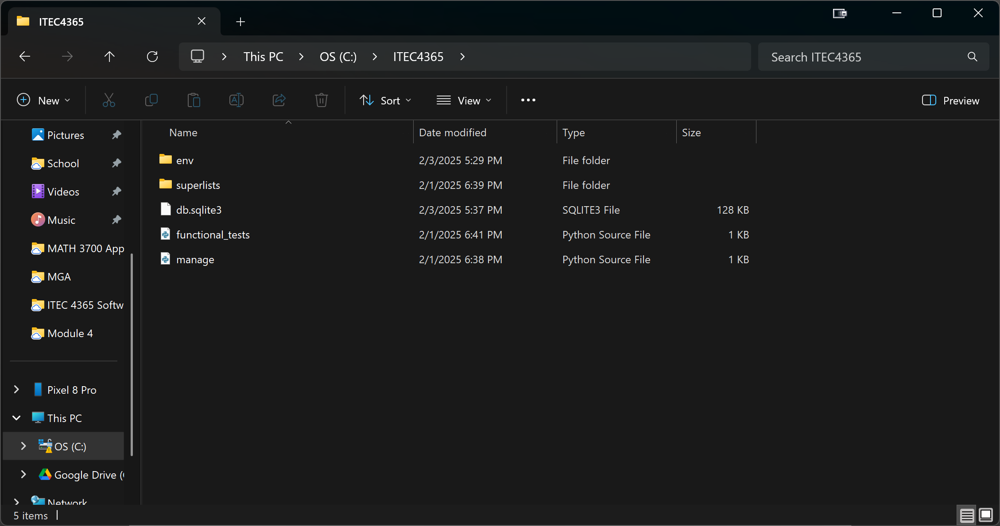 ITEC4365
This PC
OS (C:)
ITEC4365
Search ITEC4365
New
Sort
View
Preview
Pictures
School
Videos
Music
MATH 3700 App
MGA
ITEC 4365 Softw
Module 4
Pixel 8 Pro
This PC
OS (C:)
Google Drive (
Network
Name Date modified Type Size
env 2/3/2025 5:29 PM File folder
superlists 2/1/2025 6:39 PM File folder
db.sqlite3 2/3/2025 5:37 PM SQLITE3 File 128 KB
functional_tests 2/1/2025 6:41 PM Python Source File 1 KB
manage 2/1/2025 6:38 PM Python Source File 1 KB
5 items